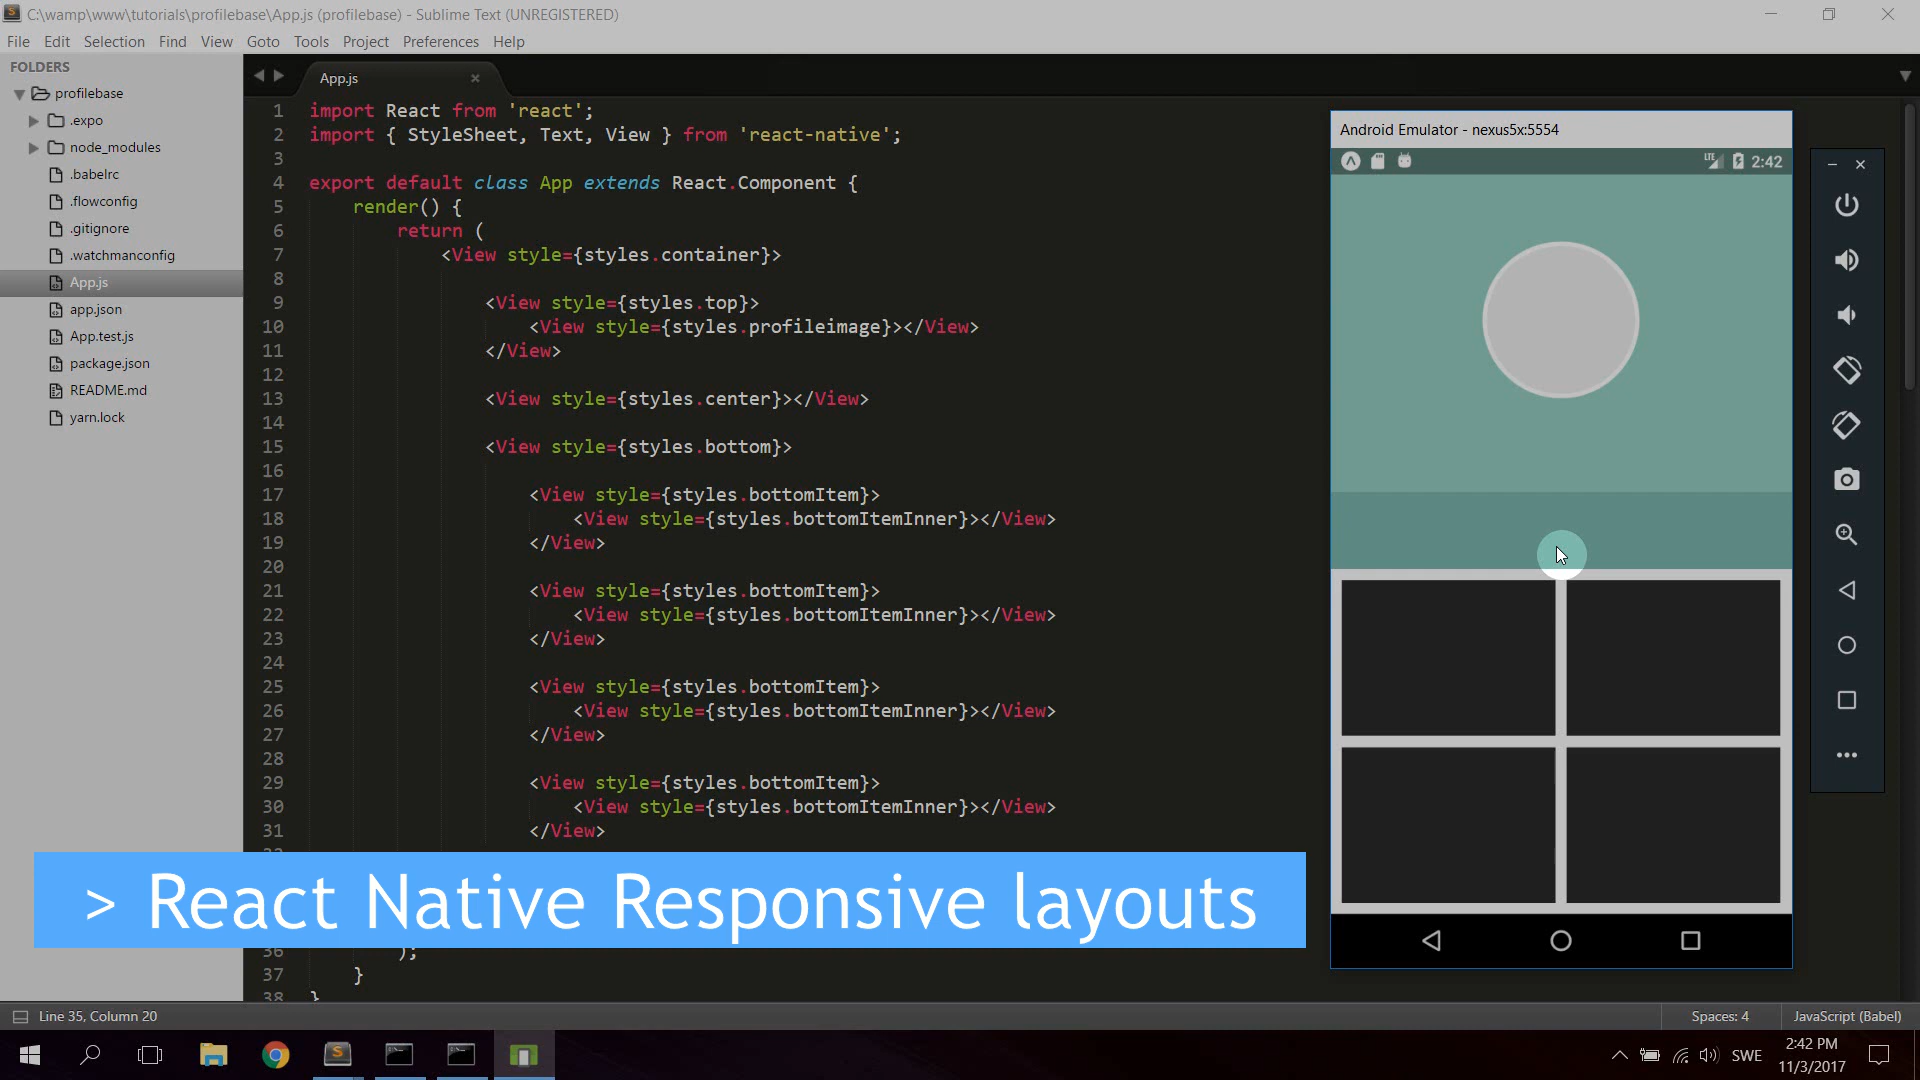 C:\wamp\www\tutorials\profilebase\App.js (profilebase) - Sublime Text (UNREGISTERED)
File Edit Selection Find View Goto Tools Project Preferences Help
FOLDERS
profilebase
.expo
node_modules
.babelrc
.flowconfig
.gitignore
.watchmanconfig
App.js
app.json
App.test.js
package.json
README.md
yarn.lock
App.js
1 import React from 'react';
2 import { StyleSheet, Text, View } from 'react-native';
3
4 export default class App extends React.Component {
5 render() {
6 return (
7 <View style={styles.container}>
8
9 <View style={styles.top}>
10 <View style={styles.profileimage}></View>
11 </View>
12
13 <View style={styles.center}></View>
14
15 <View style={styles.bottom}>
16
17 <View style={styles.bottomItem}>
18 <View style={styles.bottomItemInner}></View>
19 </View>
20
21 <View style={styles.bottomItem}>
22 <View style={styles.bottomItemInner}></View>
23 </View>
24
25 <View style={styles.bottomItem}>
26 <View style={styles.bottomItemInner}></View>
27 </View>
28
29 <View style={styles.bottomItem}>
30 <View style={styles.bottomItemInner}></View>
31 </View>
> React Native Responsive layouts
36 );
37 }
38 }
Android Emulator - nexus5x:5554
LTE 2:42
Line 35, Column 20
Spaces: 4
JavaScript (Babel)
SWE
2:42 PM
11/3/2017